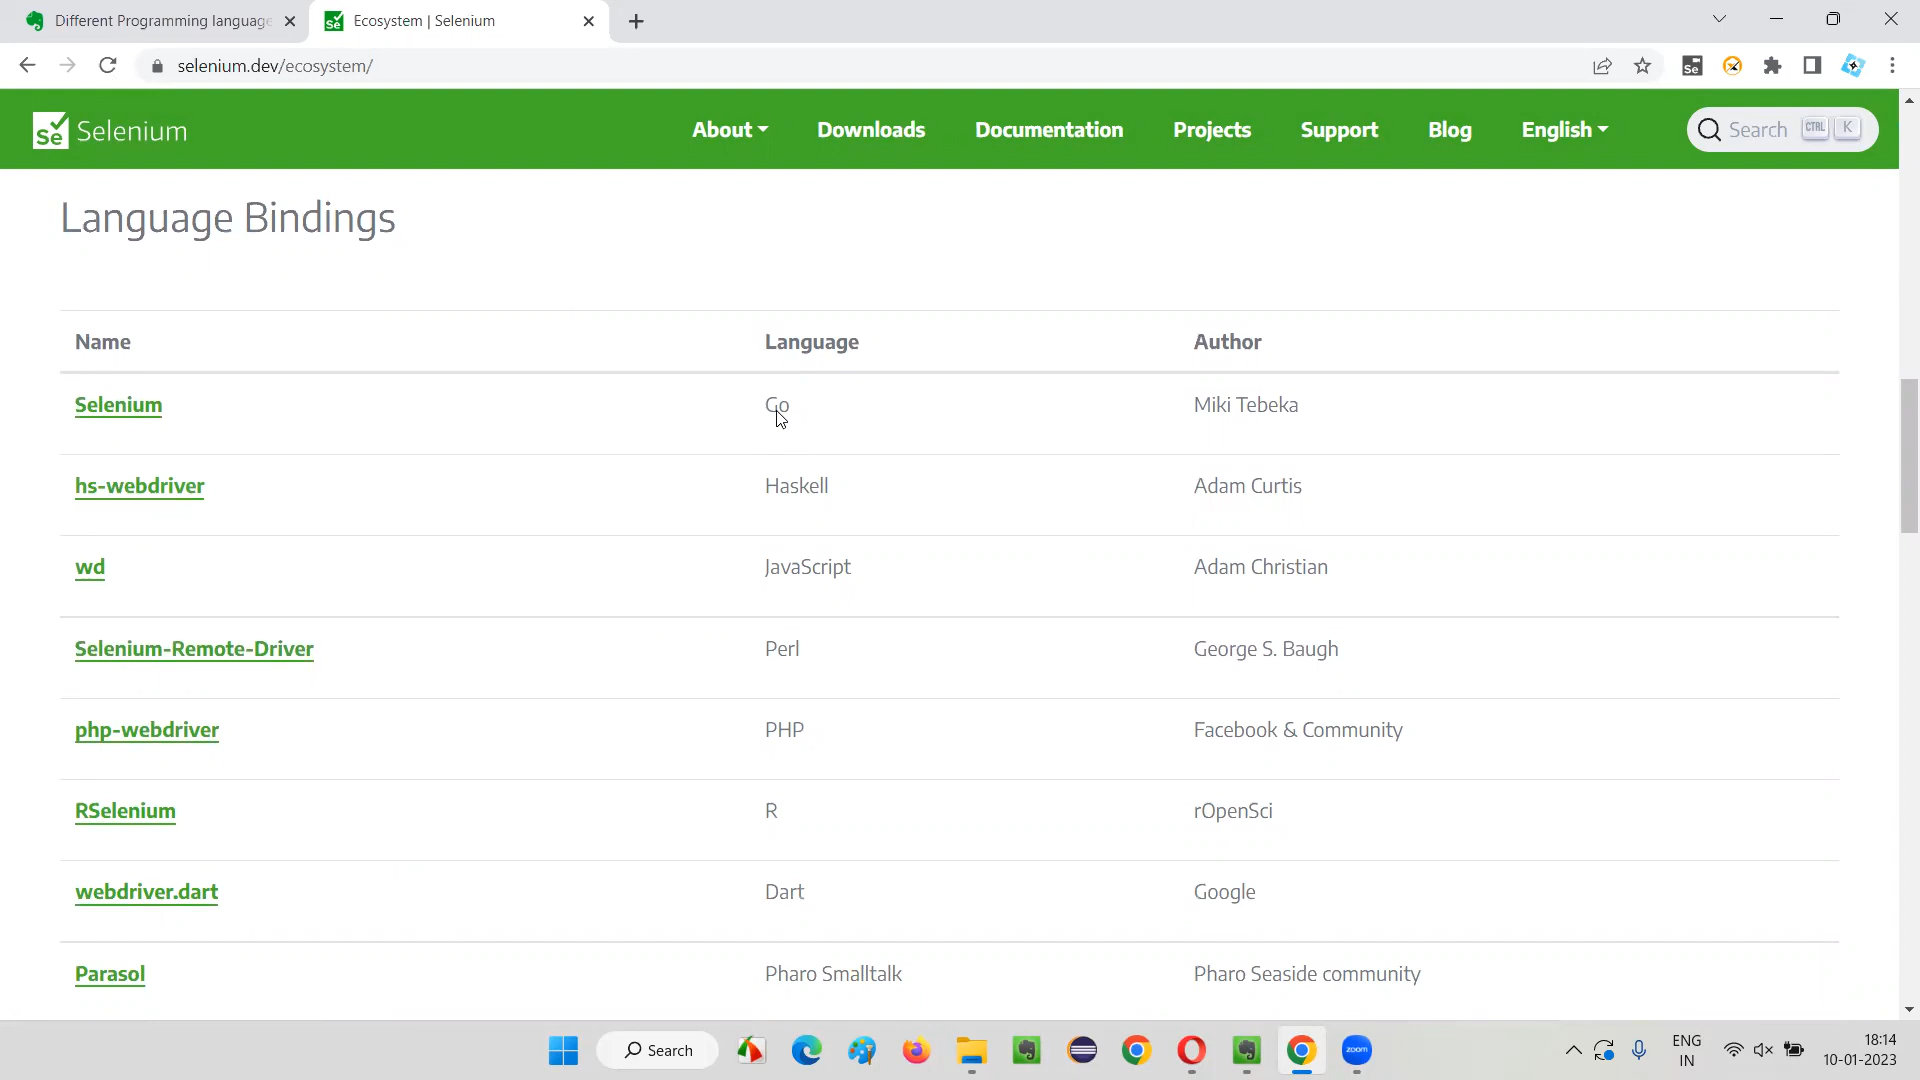 Different Programming language
Ecosystem | Selenium
selenium.dev/ecosystem/
Se
Se Selenium
About
Downloads
Documentation
Projects
Support
Blog
English
Search CTRL K
Language Bindings
Name Language Author
Selenium Go Miki Tebeka
hs-webdriver Haskell Adam Curtis
wd JavaScript Adam Christian
Selenium-Remote-Driver Perl George S. Baugh
php-webdriver PHP Facebook & Community
RSelenium R rOpenSci
webdriver.dart Dart Google
Parasol Pharo Smalltalk Pharo Seaside community
Search
zoom
ENG
IN
18:14
10-01-2023